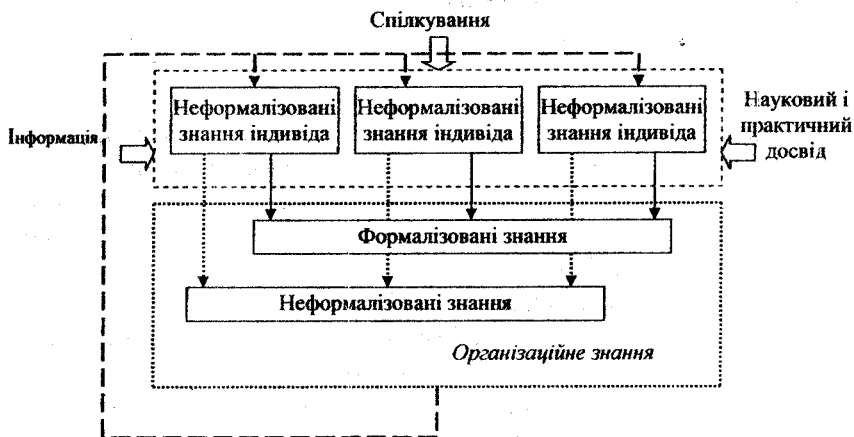 Спілкування
Неформалізовані
знання індивіда
Неформалізовані
знання індивіда
Неформалізовані
знання індивіда
Інформація
Науковий і
практичний
досвід
Формалізовані знання
Неформалізовані знання
Організаційне знання